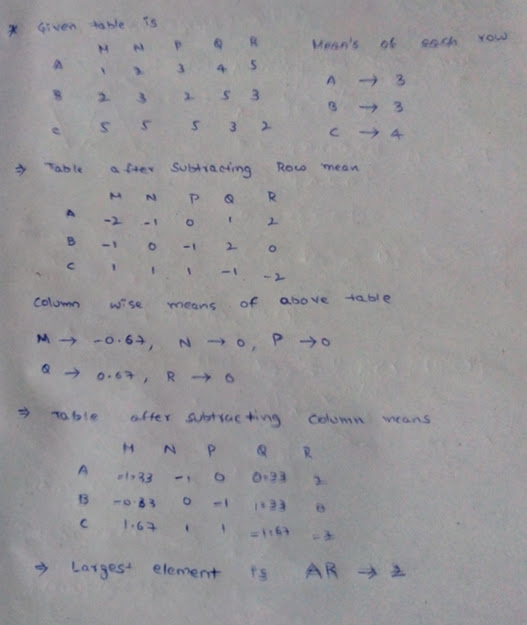 * Given table is
M N P Q R Mean's of each row
A 1 2 3 4 5 A → 3
B 2 3 2 5 3 B → 3
C 5 5 5 3 2 C → 4
⇒ Table after Subtracting Row mean
M N P Q R
A -2 -1 0 1 2
B -1 0 -1 2 0
C 1 1 1 -1 -2
Column wise means of above table
M → -0.67, N → 0, P → 0
Q → 0.67, R → 0
⇒ Table after subtracting Column means
M N P Q R
A -1.33 -1 0 0.33 2
B -0.33 0 -1 1.33 0
C 1.67 1 1 -1.67 -2
⇒ Largest element is AR → 2